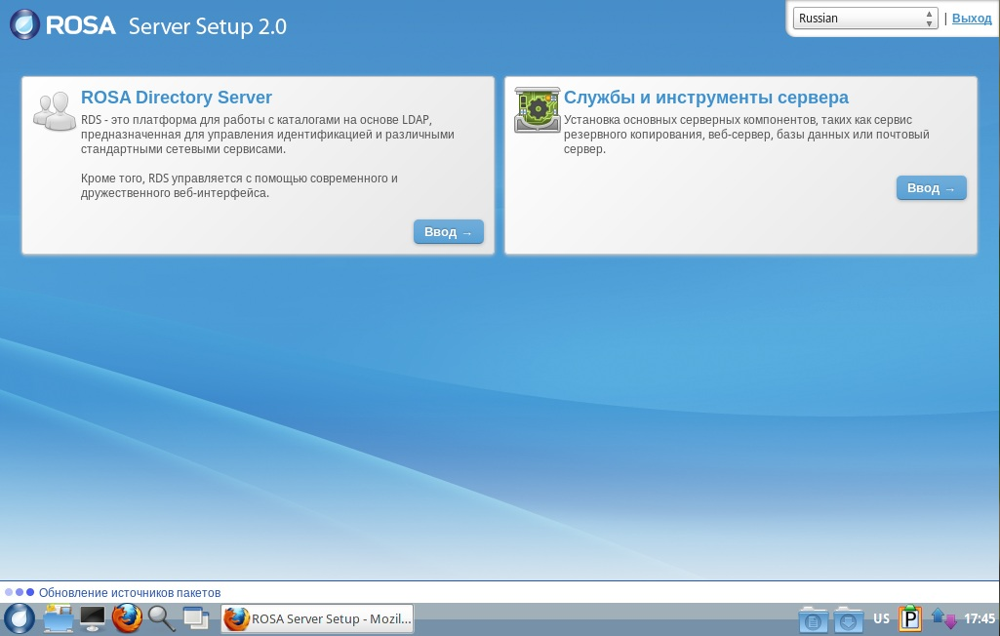 ROSA Server Setup 2.0
Russian | Выход
ROSA Directory Server
RDS - это платформа для работы с каталогами на основе LDAP,
предназначенная для управления идентификацией и различными
стандартными сетевыми сервисами.
Кроме того, RDS управляется с помощью современного и
дружественного веб-интерфейса.
Ввод →
Службы и инструменты сервера
Установка основных серверных компонентов, таких как сервис
резервного копирования, веб-сервер, базы данных или почтовый
сервер.
Ввод →
Обновление источников пакетов
ROSA Server Setup - Mozil...
US
P
17:45